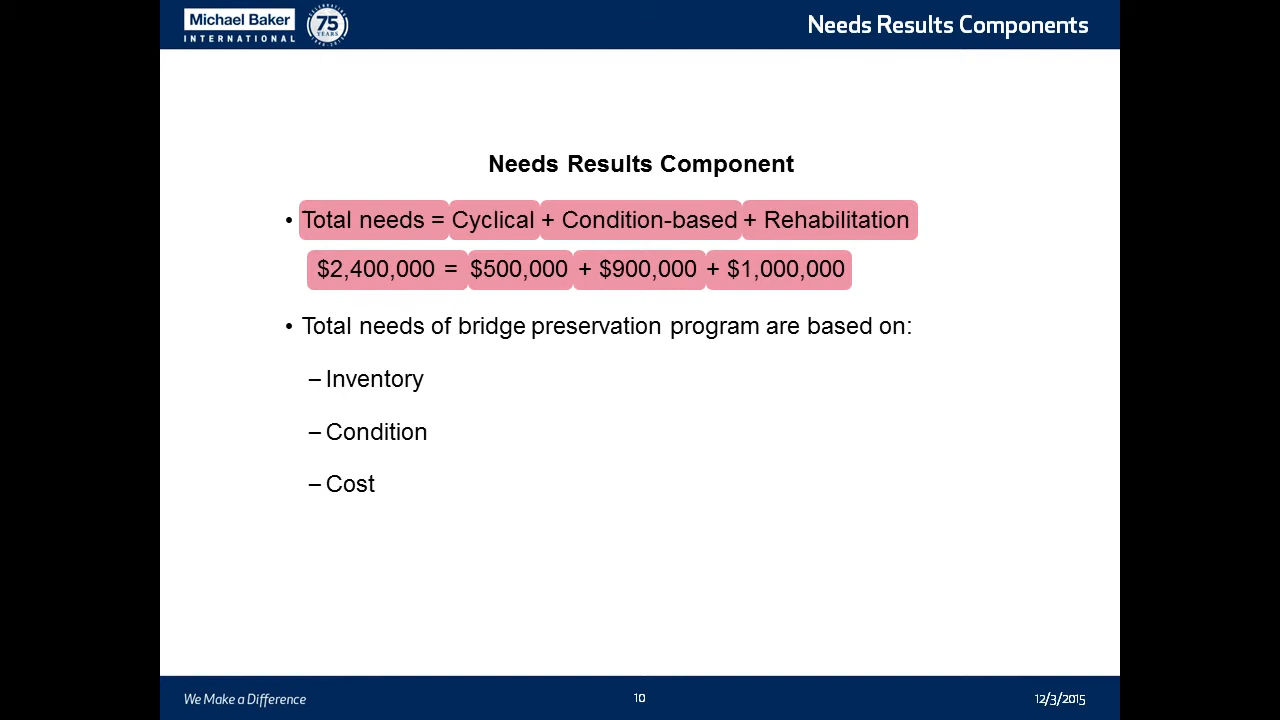 Michael Baker
INTERNATIONAL
CELEBRATING
75
YEARS
Needs Results Components
Needs Results Component
• Total needs = Cyclical + Condition-based + Rehabilitation
$2,400,000 = $500,000 + $900,000 + $1,000,000
• Total needs of bridge preservation program are based on:
– Inventory
– Condition
– Cost
We Make a Difference
10
12/3/2015